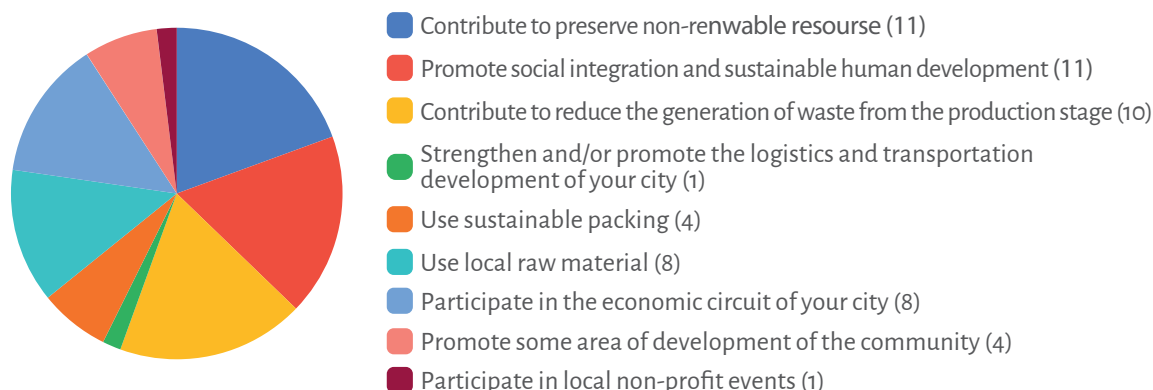 Contribute to preserve non-renwable resourse (11)
Promote social integration and sustainable human development (11)
Contribute to reduce the generation of waste from the production stage (10)
Strengthen and/or promote the logistics and transportation
development of your city (1)
Use sustainable packing (4)
Use local raw material (8)
Participate in the economic circuit of your city (8)
Promote some area of development of the community (4)
Participate in local non-profit events (1)